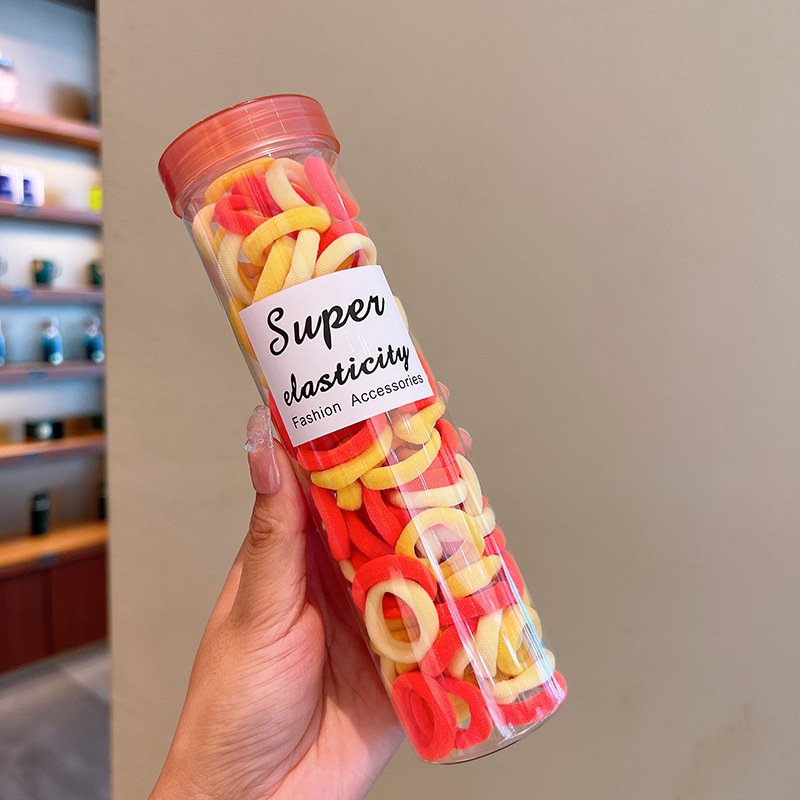 Super
elasticity
Fashion Accessories